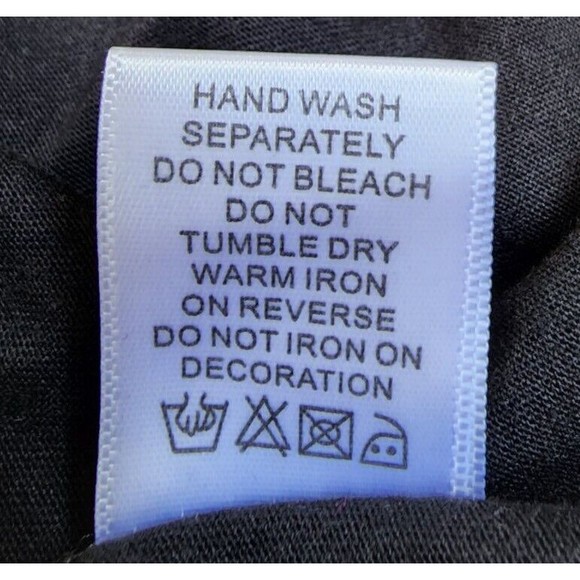 HAND WASH
SEPARATELY
DO NOT BLEACH
DO NOT
TUMBLE DRY
WARM IRON
ON REVERSE
DO NOT IRON ON
DECORATION